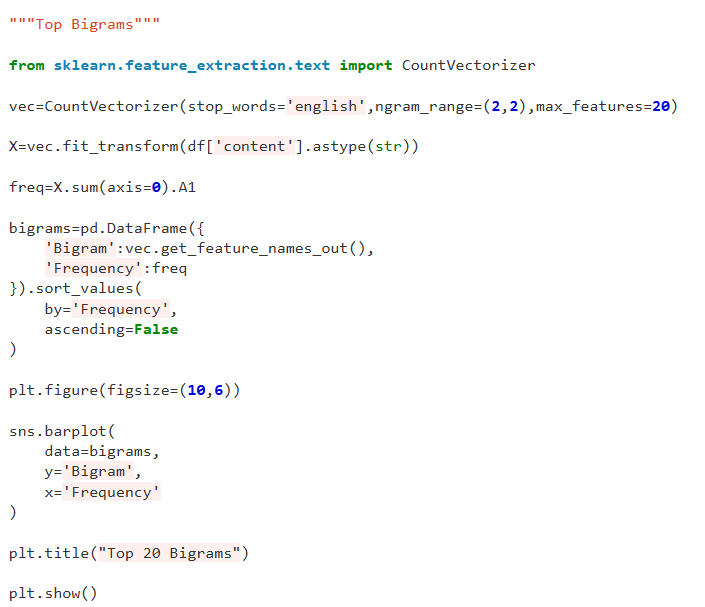 """Top Bigrams"""
from sklearn.feature_extraction.text import CountVectorizer
vec=CountVectorizer(stop_words='english',ngram_range=(2,2),max_features=20)
X=vec.fit_transform(df['content'].astype(str))
freq=X.sum(axis=0).A1
bigrams=pd.DataFrame({
    'Bigram':vec.get_feature_names_out(),
    'Frequency':freq
}).sort_values(
    by='Frequency',
    ascending=False
)
plt.figure(figsize=(10,6))
sns.barplot(
    data=bigrams,
    y='Bigram',
    x='Frequency'
)
plt.title("Top 20 Bigrams")
plt.show()